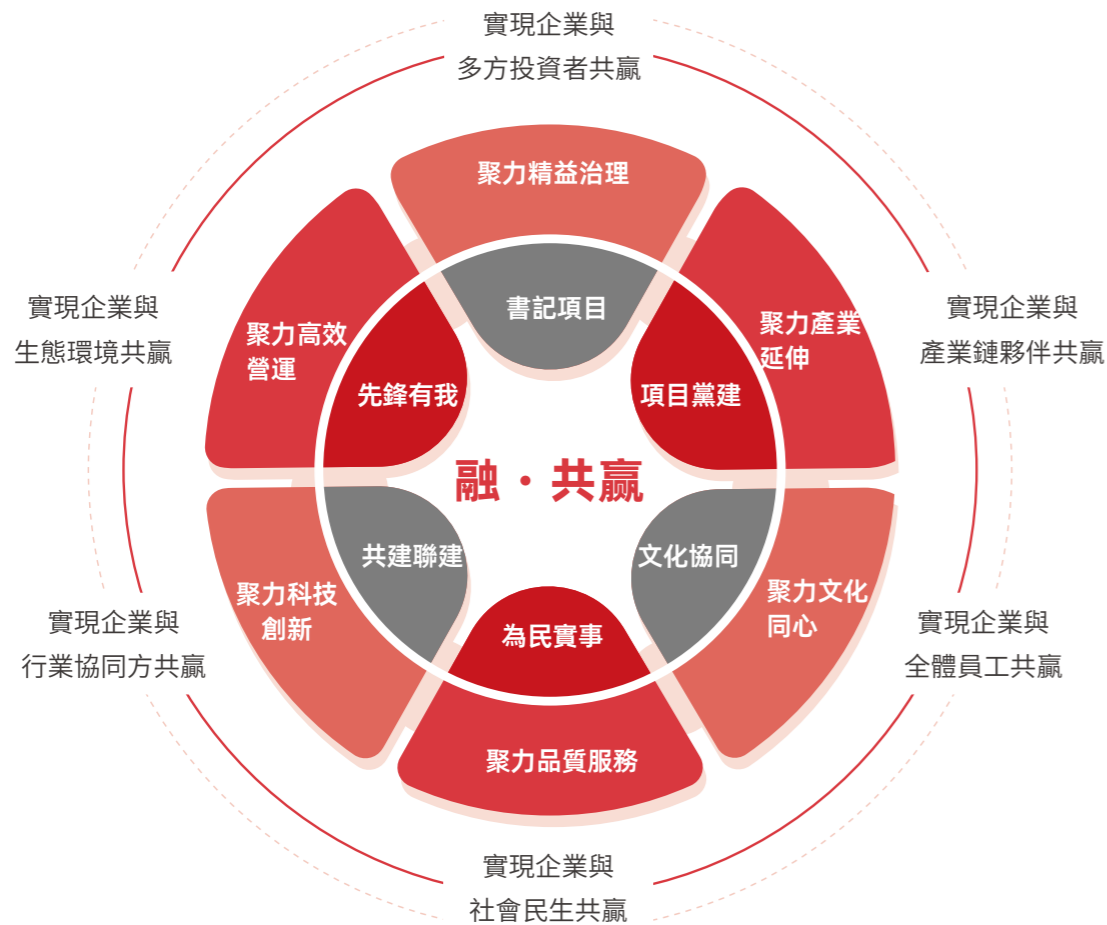 實現企業與
多方投資者共贏
聚力精益治理
書記項目
實現企業與
生態環境共贏
聚力高效
營運
先鋒有我
項目黨建
聚力產業
延伸
實現企業與
產業鏈夥伴共贏
融·共赢
共建聯建
文化協同
聚力科技
創新
為民實事
聚力文化
同心
實現企業與
行業協同方共贏
實現企業與
全體員工共贏
聚力品質服務
實現企業與
社會民生共贏